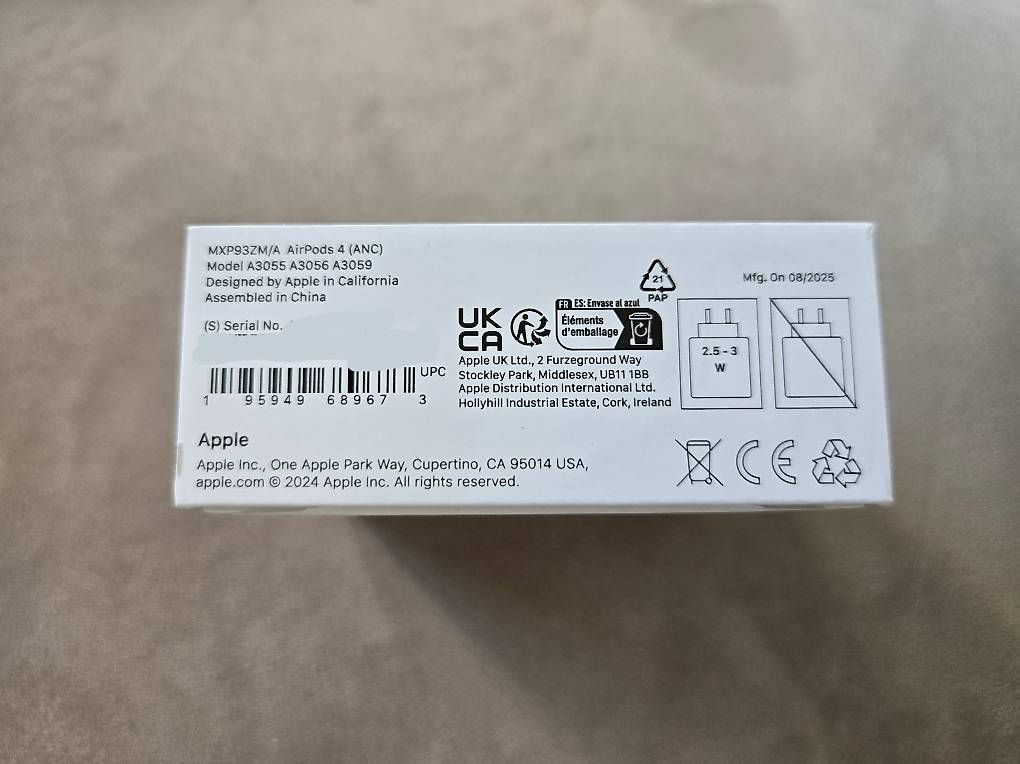 MXP93ZM/A AirPods 4 (ANC)
Model A3055 A3056 A3059
Designed by Apple in California
Assembled in China
(S) Serial No.
UPC
1 95949 68967 3
Apple
Apple Inc., One Apple Park Way, Cupertino, CA 95014 USA,
apple.com © 2024 Apple Inc. All rights reserved.
UK
CA
FR ES: Envase al azul
Éléments
d'emballage
Apple UK Ltd., 2 Furzeground Way
Stockley Park, Middlesex, UB11 1BB
Apple Distribution International Ltd.
Hollyhill Industrial Estate, Cork, Ireland
21
PAP
Mfg. On 08/2025
2.5 - 3
W
CE